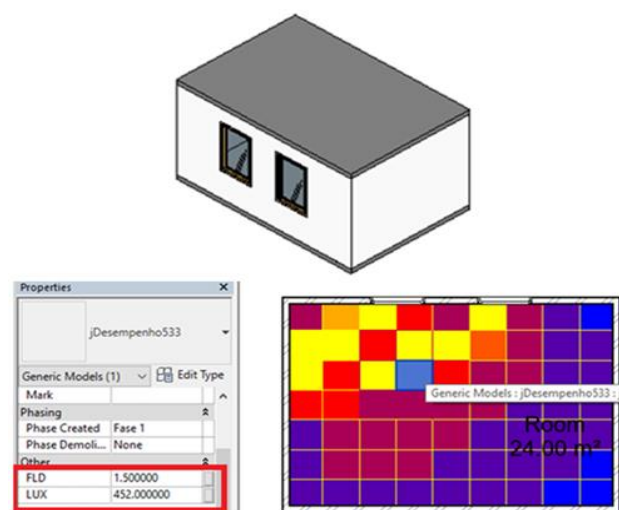 Properties
jDesempenho533
Generic Models (1)
Edit Type
Mark
Phasing
Phase Created Fase 1
Phase Demoli... None
Other
FLD 1.500000
LUX 452.000000
Generic Models : jDesempenho533 :
Room
24.00 m²